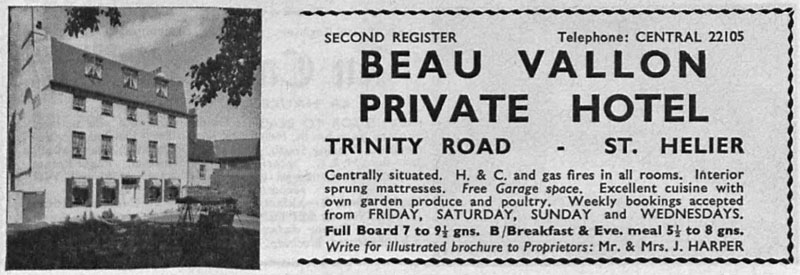 SECOND REGISTER Telephone: CENTRAL 22105
BEAU VALLON
PRIVATE HOTEL
TRINITY ROAD - ST. HELIER
Centrally situated. H. & C. and gas fires in all rooms. Interior
sprung mattresses. Free Garage space. Excellent cuisine with
own garden produce and poultry. Weekly bookings accepted
from FRIDAY, SATURDAY, SUNDAY and WEDNESDAYS.
Full Board 7 to 9½ gns. B/Breakfast & Eve. meal 5½ to 8 gns.
Write for illustrated brochure to Proprietors: Mr. & Mrs. J. HARPER